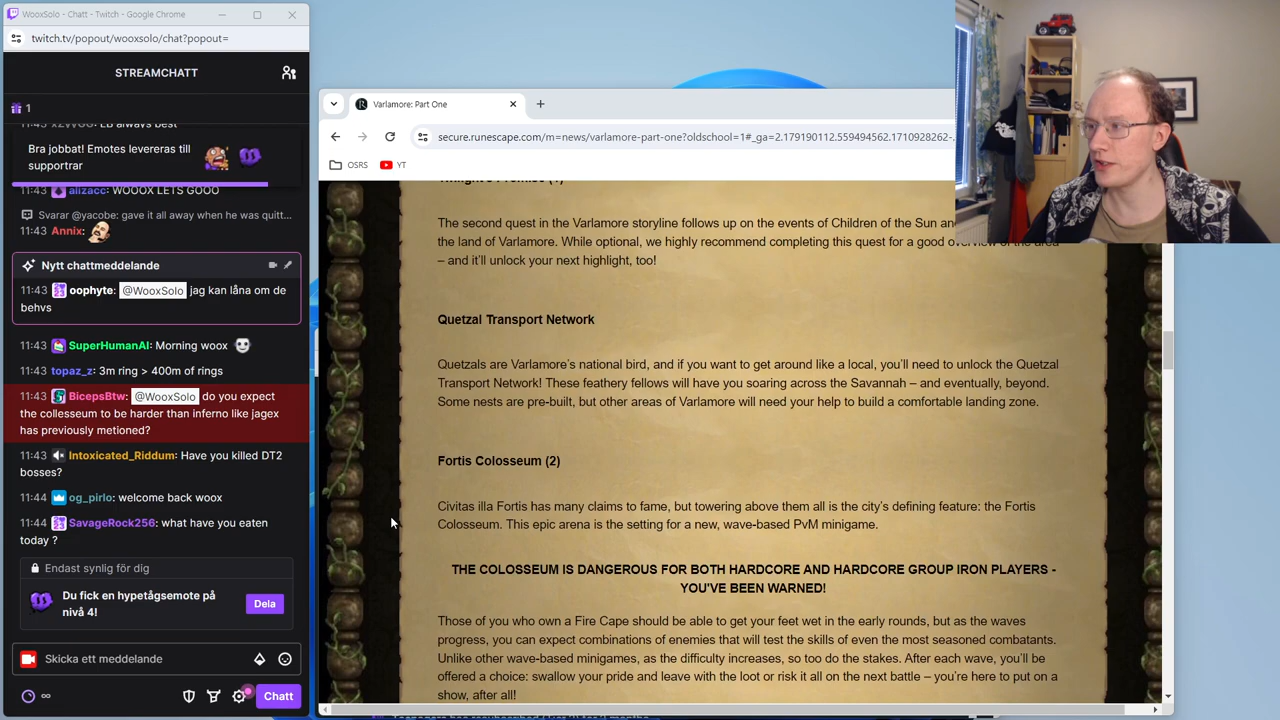 WooxSolo - Chatt - Twitch - Google Chrome
twitch.tv/popout/wooxsolo/chat?popout=
STREAMCHATT
1
11:43 xzvGG: EB always best
Bra jobbat! Emotes levereras till
supportrar
11:43 alizacc: WOOOX LETS GOOO
Svarar @yacobe: gave it all away when he was quitt...
11:43 Annix:
Nytt chattmeddelande
11:43 oophyte: @WooxSolo jag kan låna om de
behvs
11:43 SuperHumanAI: Morning woox
11:43 topaz_z: 3m ring > 400m of rings
11:43 BicepsBtw: @WooxSolo do you expect
the collesseum to be harder than inferno like jagex
has previously metioned?
11:43 Intoxicated_Riddum: Have you killed DT2
bosses?
11:44 og_pirlo: welcome back woox
11:44 SavageRock256: what have you eaten
today ?
Endast synlig för dig
Du fick en hypetågsemote på
nivå 4!
Dela
Skicka ett meddelande
∞
Chatt
Varlamore: Part One
secure.runescape.com/m=news/varlamore-part-one?oldschool=1#_ga=2.179190112.559494562.1710928262-.
OSRS
YT
Twilight's Promise (1)
The second quest in the Varlamore storyline follows up on the events of Children of the Sun an
the land of Varlamore. While optional, we highly recommend completing this quest for a good overview of the area
– and it'll unlock your next highlight, too!
Quetzal Transport Network
Quetzals are Varlamore's national bird, and if you want to get around like a local, you'll need to unlock the Quetzal
Transport Network! These feathery fellows will have you soaring across the Savannah – and eventually, beyond.
Some nests are pre-built, but other areas of Varlamore will need your help to build a comfortable landing zone.
Fortis Colosseum (2)
Civitas illa Fortis has many claims to fame, but towering above them all is the city's defining feature: the Fortis
Colosseum. This epic arena is the setting for a new, wave-based PvM minigame.
THE COLOSSEUM IS DANGEROUS FOR BOTH HARDCORE AND HARDCORE GROUP IRON PLAYERS -
YOU'VE BEEN WARNED!
Those of you who own a Fire Cape should be able to get your feet wet in the early rounds, but as the waves
progress, you can expect combinations of enemies that will test the skills of even the most seasoned combatants.
Unlike other wave-based minigames, as the difficulty increases, so too do the stakes. After each wave, you'll be
offered a choice: swallow your pride and leave with the loot or risk it all on the next battle – you're here to put on a
show, after all!